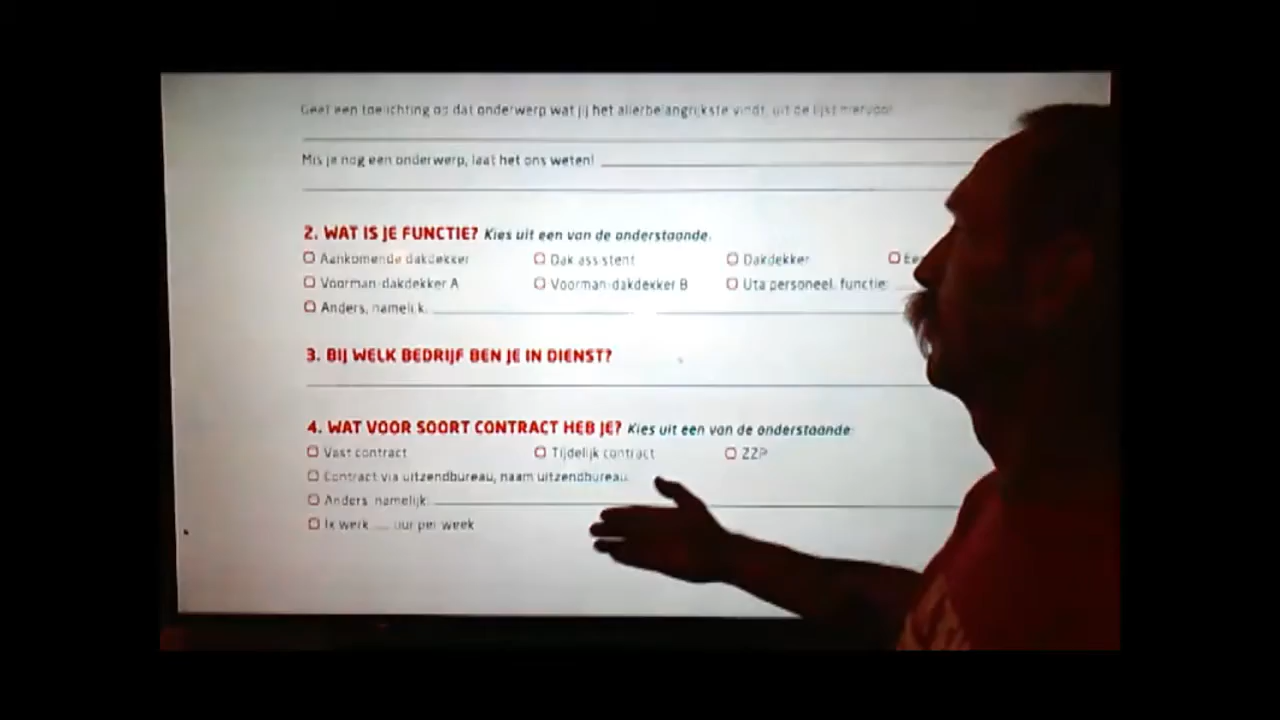 Geef een toelichting op dat onderwerp wat jij het allerbelangrijkste vindt, uit de lijst hiervoor
Mis je nog een onderwerp, laat het ons weten!
2. WAT IS JE FUNCTIE? Kies uit een van de onderstaande.
Aankomende dakdekker Dak assistent Dakdekker
Voorman-dakdekker A Voorman-dakdekker B Uta personeel, functie:
Anders, namelijk:
3. BIJ WELK BEDRIJF BEN JE IN DIENST?
4. WAT VOOR SOORT CONTRACT HEB JE? Kies uit een van de onderstaande:
Vast contract Tijdelijk contract ZZP
Contract via uitzendbureau, naam uitzendbureau:
Anders, namelijk:
Ik werk ... uur per week